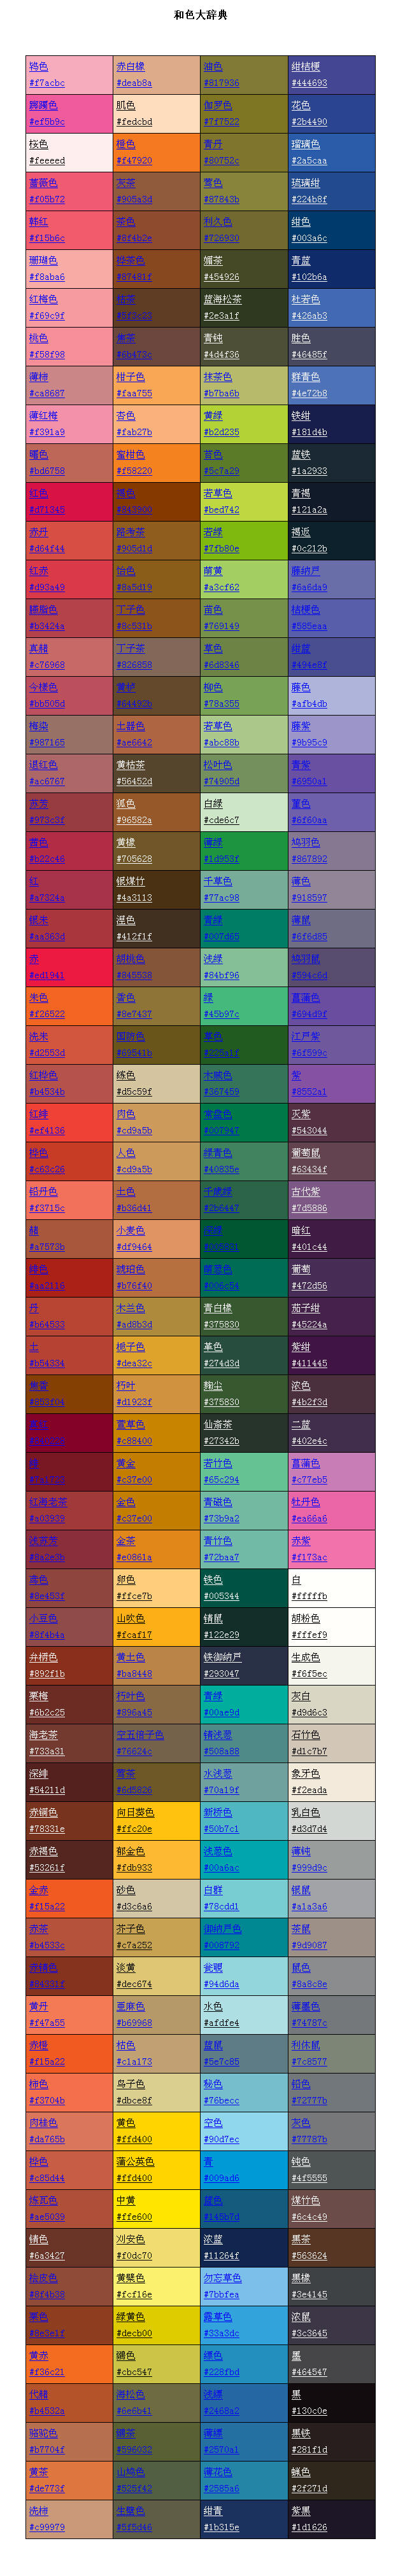 和色大辞典
鸨色 赤白橡 油色 绀桔梗
#f7acbc #deab8a #817936 #444693
踯躅色 肌色 伽罗色 花色
#ef5b9c #fedcbd #7f7522 #2b4490
桜色 橙色 青丹 瑠璃色
#feeeed #f47920 #80752c #2a5caa
蔷薇色 灰茶 莺色 琉璃绀
#f05b72 #905a3d #87843b #224b8f
韩红 茶色 利久色 绀色
#f15b6c #8f4b2e #726930 #003a6c
珊瑚色 桦茶色 媚茶 青蓝
#f8aba6 #87481f #454926 #102b6a
红梅色 枯茶 蓝海松茶 杜若色
#f69c9f #5f3c23 #2e3a1f #426ab3
桃色 焦茶 青钝 胜色
#f58f98 #6b473c #4d4f36 #46485f
薄柿 柑子色 抹茶色 群青色
#ca8687 #faa755 #b7ba6b #4e72b8
薄红梅 杏色 黄緑 铁绀
#f391a9 #fab27b #b2d235 #181d4b
曙色 蜜柑色 苔色 蓝铁
#bd6758 #f58220 #5c7a29 #1a2933
红色 褐色 若草色 青褐
#d71345 #843900 #bed742 #121a2a
赤丹 路考茶 若緑 褐返
#d64f44 #905d1d #7fb80e #0c212b
红赤 饴色 萌黄 藤纳戸
#d93a49 #8a5d19 #a3cf62 #6a6da9
臙脂色 丁子色 苗色 桔梗色
#b3424a #8c531b #769149 #585eaa
真赭 丁子茶 草色 绀蓝
#c76968 #826858 #6d8346 #494e8f
今様色 黄栌 柳色 藤色
#bb505d #64492b #78a355 #afb4db
梅染 土器色 若草色 藤紫
#987165 #ae6642 #abc88b #9b95c9
退红色 黄枯茶 松叶色 青紫
#ac6767 #56452d #74905d #6950a1
苏芳 狐色 白緑 菫色
#973c3f #96582a #cde6c7 #6f60aa
茜色 黄橡 薄緑 鸠羽色
#b22c46 #705628 #1d953f #867892
红 银煤竹 千草色 薄色
#a7324a #4a3113 #77ac98 #918597
银朱 涅色 青緑 薄鼠
#aa363d #412f1f #007d65 #6f6d85
赤 胡桃色 浅緑 鸠羽鼠
#ed1941 #845538 #84bf96 #594c6d
朱色 香色 緑 菖蒲色
#f26522 #8e7437 #45b97c #694d9f
洗朱 国防色 草色 江戸紫
#d2553d #69541b #225a1f #6f599c
红桦色 练色 木贼色 紫
#b4534b #d5c59f #367459 #8552a1
红绯 肉色 常盘色 灭紫
#ef4136 #cd9a5b #007947 #543044
桦色 人色 緑青色 葡萄鼠
#c63c26 #cd9a5b #40835e #63434f
铅丹色 土色 千歳緑 古代紫
#f3715c #b36d41 #2b6447 #7d5886
赭 小麦色 深緑 暗红
#a7573b #df9464 #005831 #401c44
绯色 琥珀色 萌葱色 葡萄
#aa2116 #b76f40 #006c54 #472d56
丹 木兰色 青白橡 茄子绀
#b64533 #ad8b3d #375830 #45224a
土 栀子色 革色 紫绀
#b54334 #dea32c #274d3d #411445
焦香 朽叶 麹尘 浓色
#853f04 #d1923f #375830 #4b2f3d
真红 萱草色 仙斎茶 二蓝
#840228 #c88400 #27342b #402e4c
黄金 若竹色 菖蒲色
#7a1723 #c37e00 #65c294 #c77eb5
红海老茶 金色 青磁色 牡丹色
#a03939 #c37e00 #73b9a2 #ea66a6
浅苏芳 金茶 青竹色 赤紫
#8a2e3b #e0861a #72baa7 #f173ac
鸢色 卵色 铁色 白
#8e453f #ffce7b #005344 #fffffb
小豆色 山吹色 锖鼠 胡粉色
#8f4b4a #fcaf17 #122e29 #fffef9
弁柄色 黄土色 铁御纳戸 生成色
#892f1b #ba8448 #293047 #f6f5ec
栗梅 朽叶色 青緑 灰白
#6b2c25 #896a45 #00ae9d #d9d6c3
海老茶 空五倍子色 锖浅葱 石竹色
#733a31 #76624c #508a88 #d1c7b7
深绯 莺茶 水浅葱 象牙色
#54211d #6d5826 #70a19f #f2eada
赤铜色 向日葵色 新桥色 乳白色
#78331e #ffc20e #50b7c1 #d3d7d4
赤褐色 郁金色 浅葱色 薄钝
#53261f #fdb933 #00a6ac #999d9c
金赤 砂色 白群 银鼠
#f15a22 #d3c6a6 #78cdd1 #a1a3a6
赤茶 芥子色 御纳戸色 茶鼠
#b4533c #c7a252 #008792 #9d9087
赤锖色 淡黄 瓮覗 鼠色
#84331f #dec674 #94d6da #8a8c8e
黄丹 亜麻色 水色 薄墨色
#f47a55 #b69968 #afdfe4 #74787c
赤橙 枯色 蓝鼠 利休鼠
#f15a22 #c1a173 #5e7c85 #7c8577
柿色 鸟子色 秘色 铅色
#f3704b #dbce8f #76becc #72777b
肉桂色 黄色 空色 灰色
#da765b #ffd400 #90d7ec #77787b
桦色 蒲公英色 青 钝色
#c85d44 #ffd400 #009ad6 #4f5555
炼瓦色 中黄 蓝色 煤竹色
#ae5039 #ffe600 #145b7d #6c4c49
锖色 刈安色 浓蓝 黒茶
#6a3427 #f0dc70 #11264f #563624
桧皮色 黄檗色 勿忘草色 黒橡
#8f4b38 #fcf16e #7bbfea #3e4145
栗色 緑黄色 露草色 浓鼠
#8e3e1f #decb00 #33a3dc #3c3645
黄赤 鶸色 缥色 墨
#f36c21 #cbc547 #228fbd #464547
代赭 海松色 浅缥 黒
#b4532a #6e6b41 #2468a2 #130c0e
骆驼色 鶸茶 薄缥 黒铁
#b7704f #596032 #2570a1 #281f1d
黄茶 山鸠色 薄花色 蝋色
#de773f #525f42 #2585a6 #2f271d
洗柿 生壁色 绀青 紫黒
#c99979 #5f5d46 #1b315e #1d1626